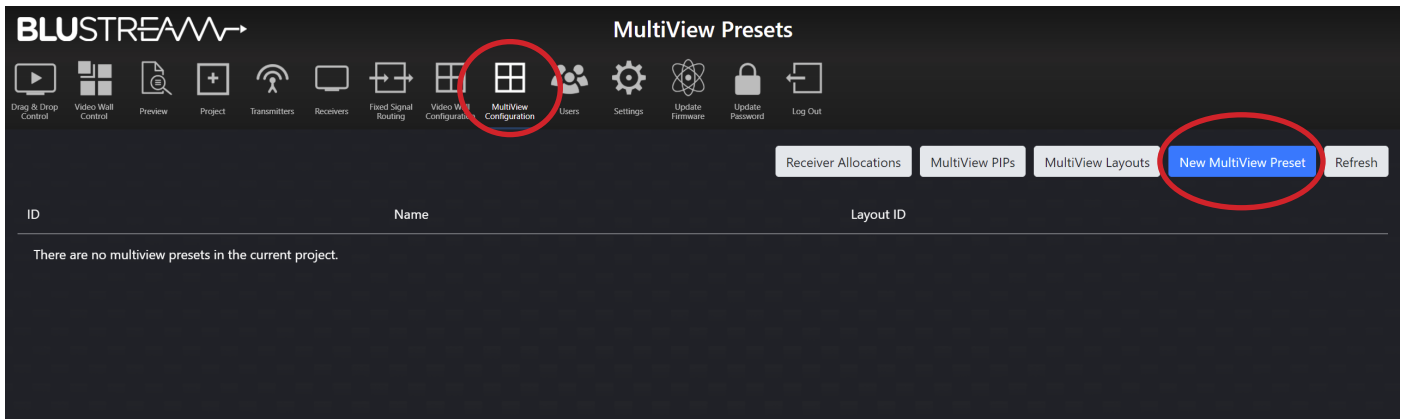 BLUSTREAM
MultiView Presets
Drag & Drop
Control
Video Wall
Control
Preview
Project
Transmitters
Receivers
Fixed Signal
Routing
Video Wall
Configuration
MultiView
Configuration
Users
Settings
Update
Firmware
Update
Password
Log Out
Receiver Allocations
MultiView PIPs
MultiView Layouts
New MultiView Preset
Refresh
ID Name Layout ID
There are no multiview presets in the current project.